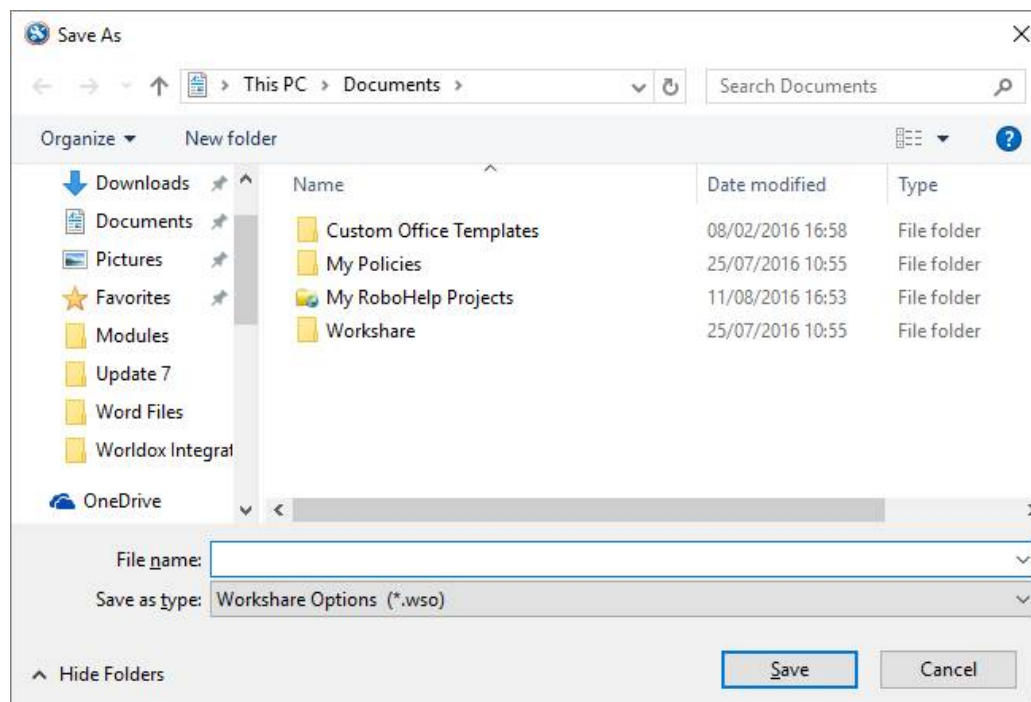 Save As
This PC > Documents >
Search Documents
Organize
New folder
?
Downloads
Documents
Pictures
Favorites
Modules
Update 7
Word Files
Worldox Integrat
OneDrive
Name
Date modified
Type
Custom Office Templates
08/02/2016 16:58
File folder
My Policies
25/07/2016 10:55
File folder
My RoboHelp Projects
11/08/2016 16:53
File folder
Workshare
25/07/2016 10:55
File folder
File name:
Save as type: Workshare Options (*.wso)
Hide Folders
Save
Cancel